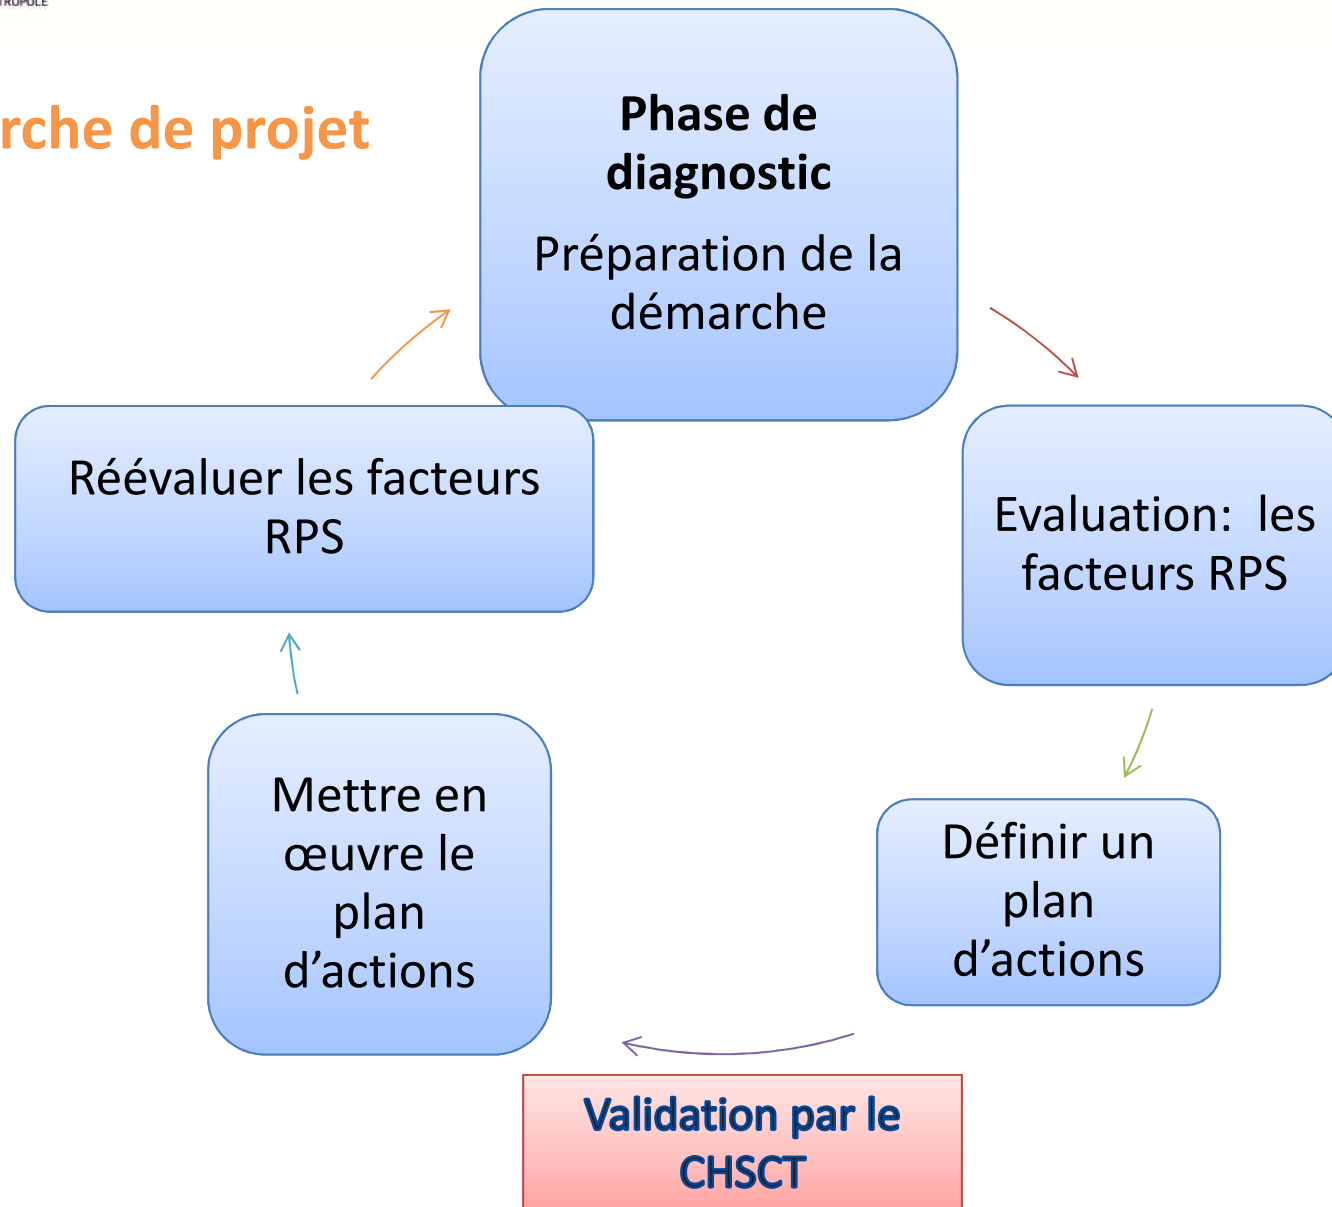 TROPOLE
rche de projet
Phase de
diagnostic
Préparation de la
démarche
Réévaluer les facteurs
RPS
Evaluation:  les
facteurs RPS
Mettre en
œuvre le
plan
d’actions
Définir un
plan
d’actions
Validation par le
CHSCT